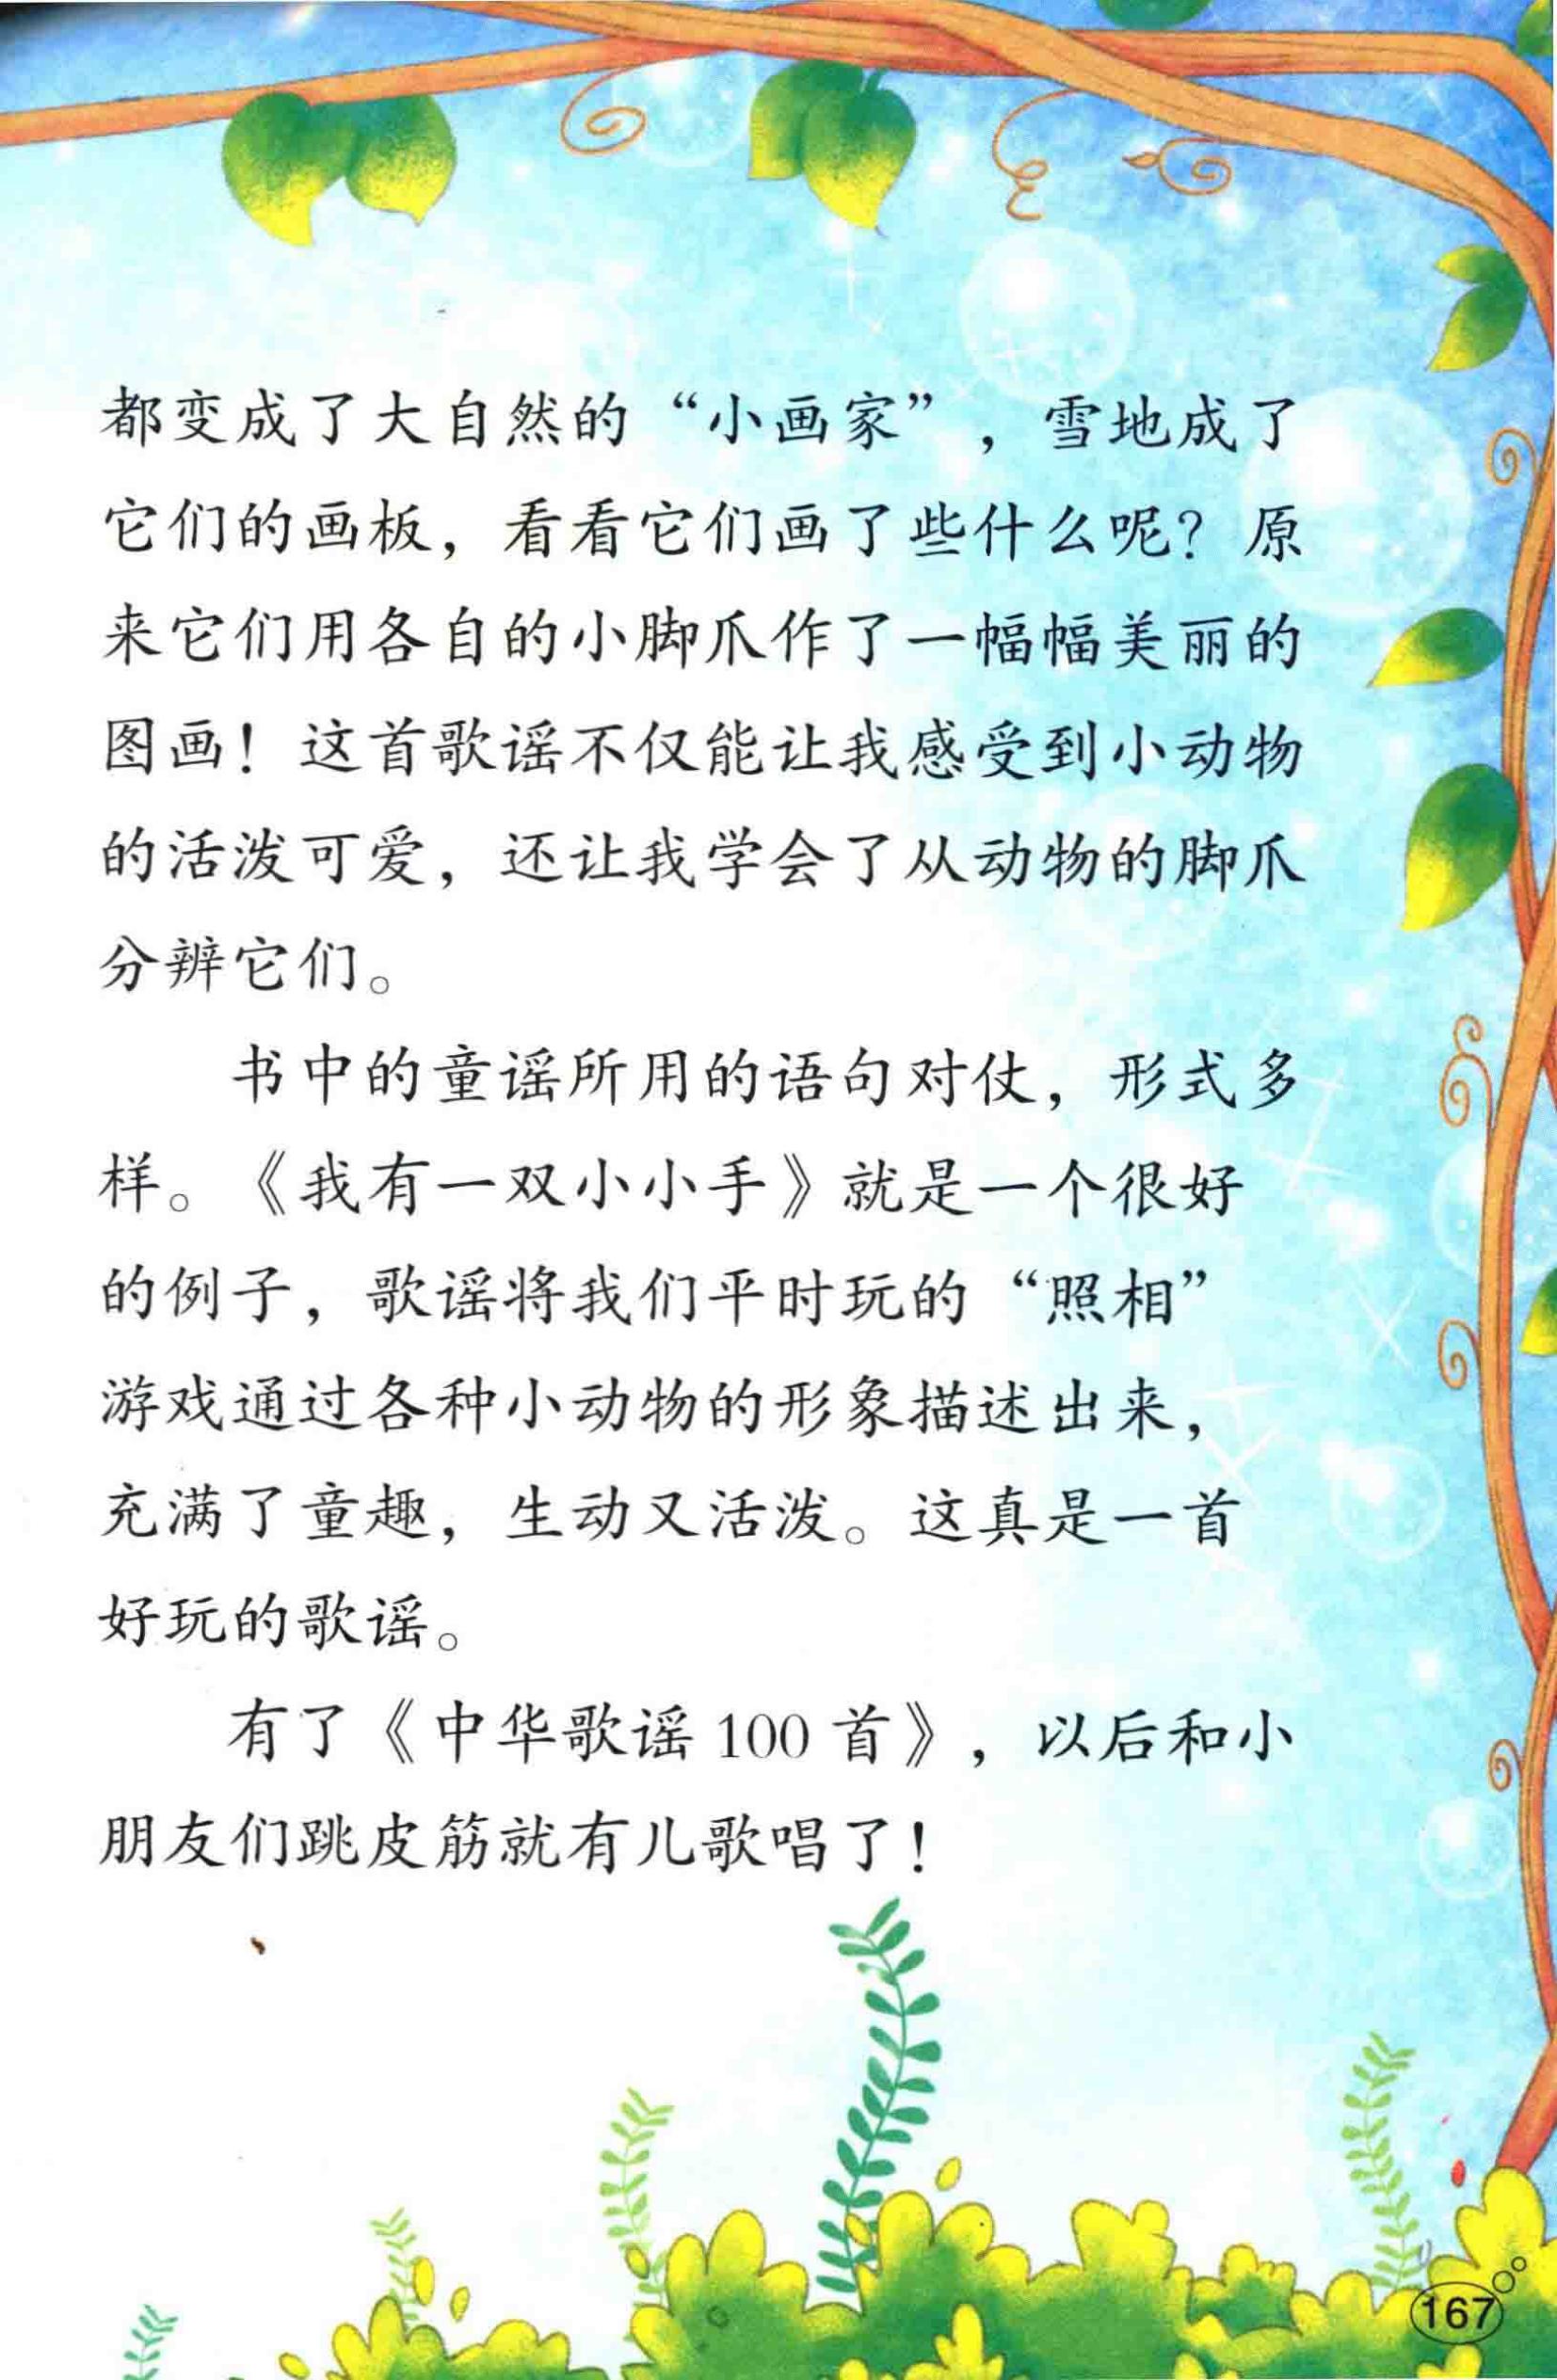 都变成了大自然的“小画家”，雪地成了
它们的画板，看看它们画了些什么呢？原
来它们用各自的小脚爪作了一幅幅美丽的
图画！这首歌谣不仅能让我感受到小动物
的活泼可爱，还让我学会了从动物的脚爪
分辨它们。
书中的童谣所用的语句对仗，形式多
样。《我有一双小小手》就是一个很好
的例子，歌谣将我们平时玩的“照相”
游戏通过各种小动物的形象描述出来，
充满了童趣，生动又活泼。这真是一首
好玩的歌谣。
有了《中华歌谣 100 首》，以后和小
朋友们跳皮筋就有儿歌唱了！
167